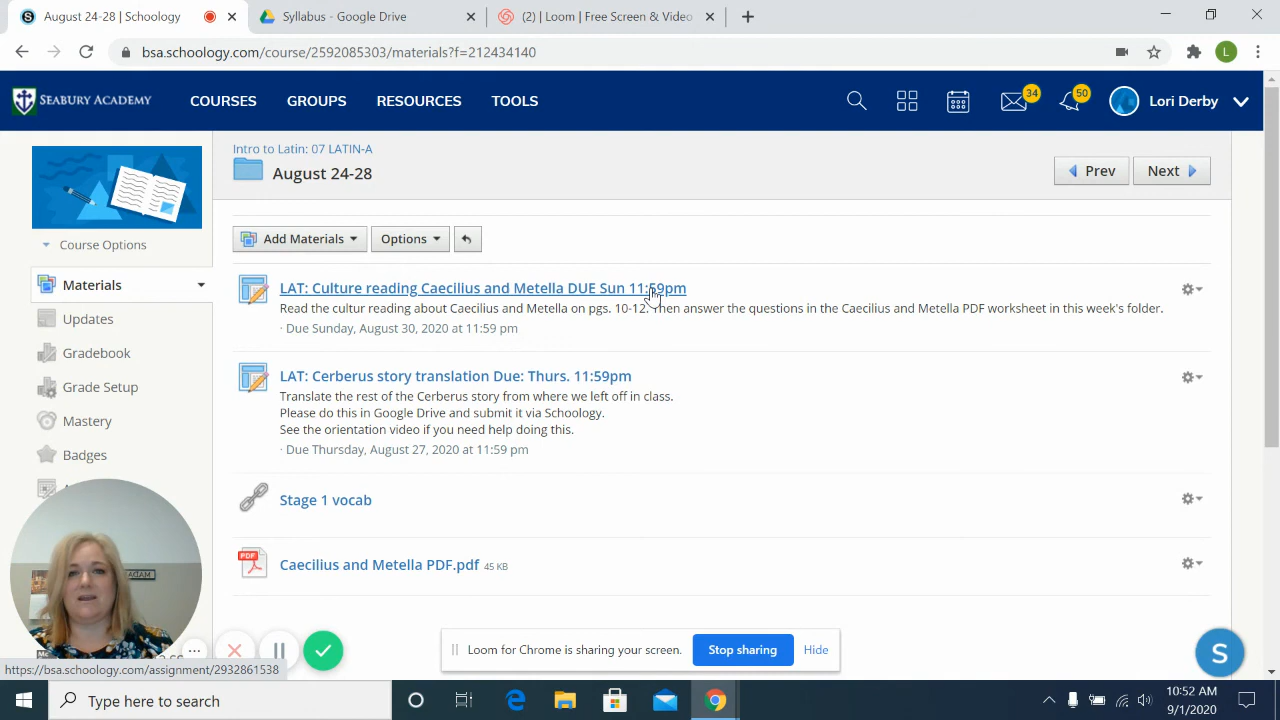 August 24-28 | Schoology
Syllabus - Google Drive
(2) | Loom | Free Screen & Video
bsa.schoology.com/course/2592085303/materials?f=212434140
L
SEABURY ACADEMY
COURSES
GROUPS
RESOURCES
TOOLS
34
50
Lori Derby
Intro to Latin: 07 LATIN-A
August 24-28
Prev
Next
Course Options
Add Materials
Options
Materials
Updates
Gradebook
Grade Setup
Mastery
Badges
LAT: Culture reading Caecilius and Metella DUE Sun 11:59pm
Read the cultur reading about Caecilius and Metella on pgs. 10-12. Then answer the questions in the Caecilius and Metella PDF worksheet in this week's folder.
· Due Sunday, August 30, 2020 at 11:59 pm
LAT: Cerberus story translation Due: Thurs. 11:59pm
Translate the rest of the Cerberus story from where we left off in class.
Please do this in Google Drive and submit it via Schoology.
See the orientation video if you need help doing this.
· Due Thursday, August 27, 2020 at 11:59 pm
Stage 1 vocab
PDF
Caecilius and Metella PDF.pdf 45 KB
Loom for Chrome is sharing your screen.
Stop sharing
Hide
S
https://bsa.schoology.com/assignment/2932861538
Type here to search
10:52 AM
9/1/2020